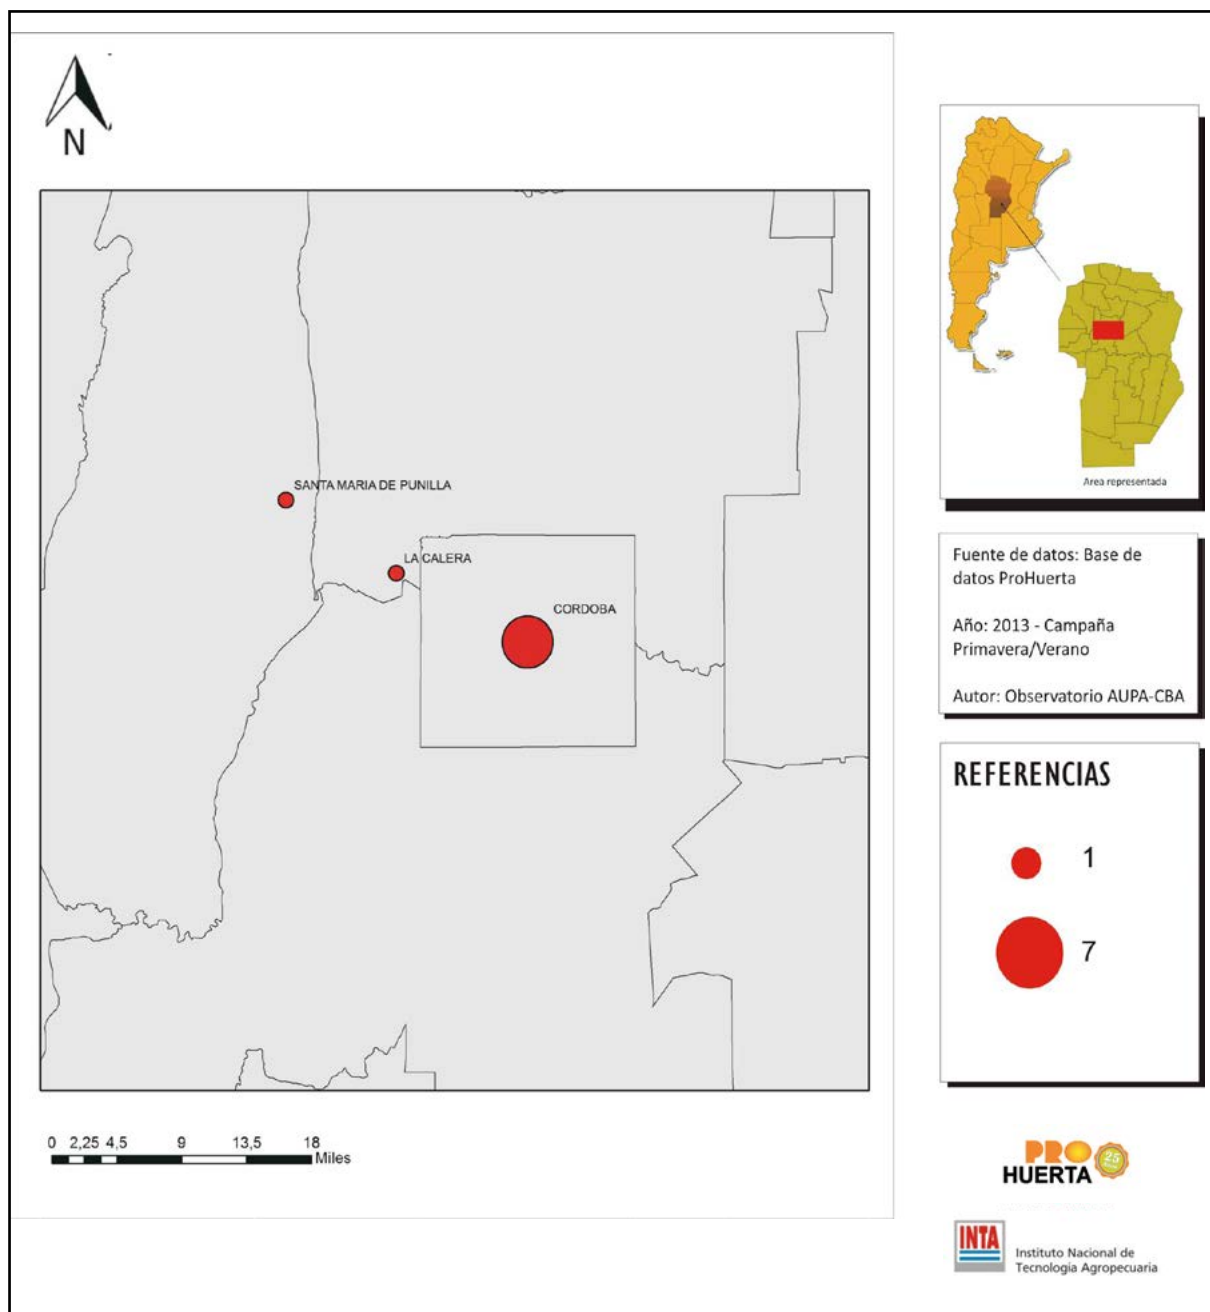 N
SANTA MARIA DE PUNILLA
LA CALERA
CORDOBA
0 2,25 4,5 9 13,5 18
Miles
Area representada
Fuente de datos: Base de
datos ProHuerta
Año: 2013 - Campaña
Primavera/Verano
Autor: Observatorio AUPA-CBA
REFERENCIAS
1
7
PRO
HUERTA
25
INTA
Instituto Nacional de
Tecnología Agropecuaria